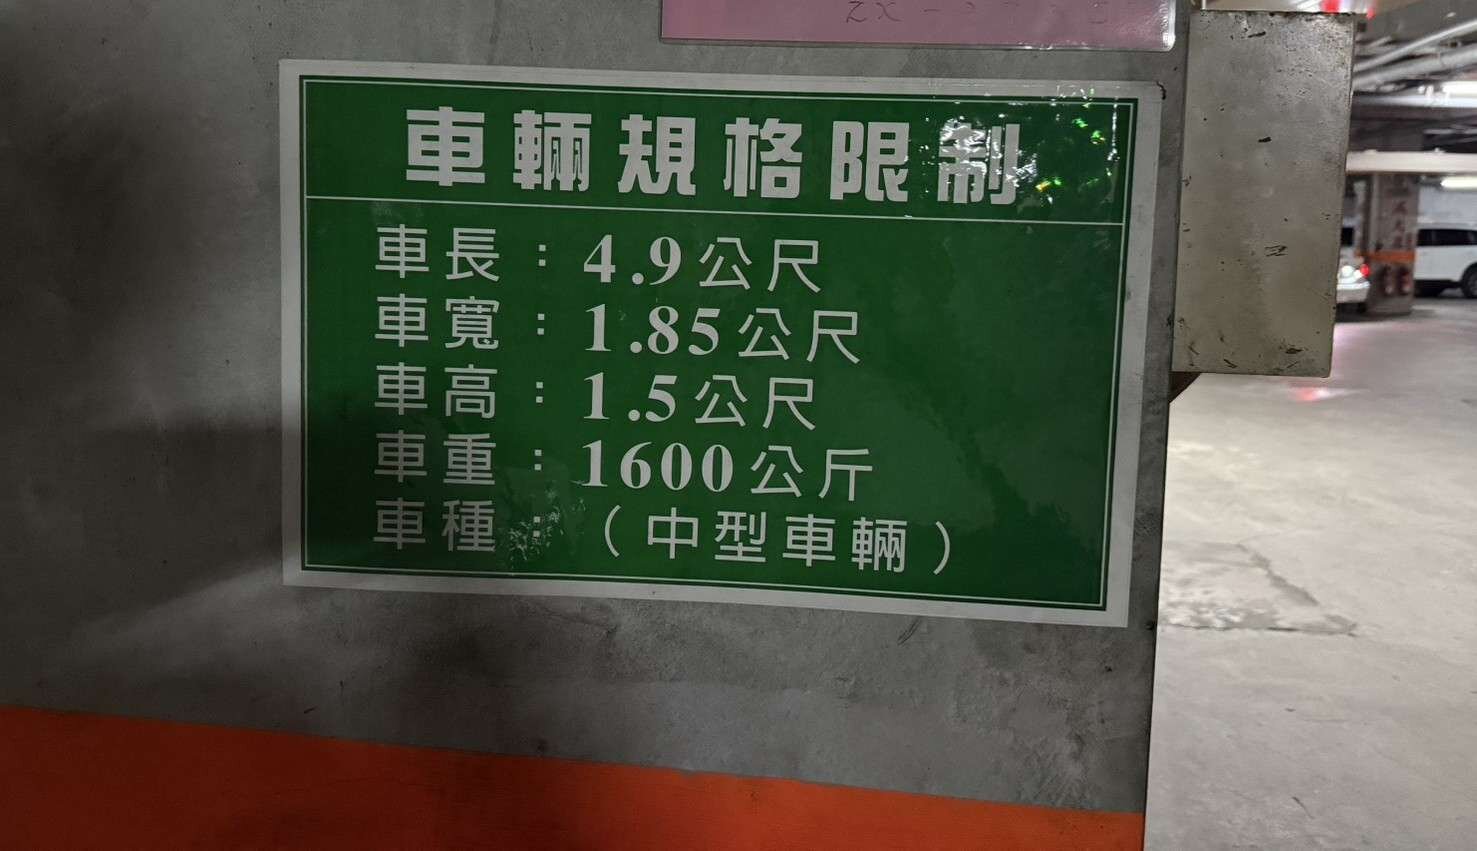 車輛規格限制
車長：4.9公尺
車寬：1.85公尺
車高：1.5公尺
車重：1600公斤
車種：（中型車輛）